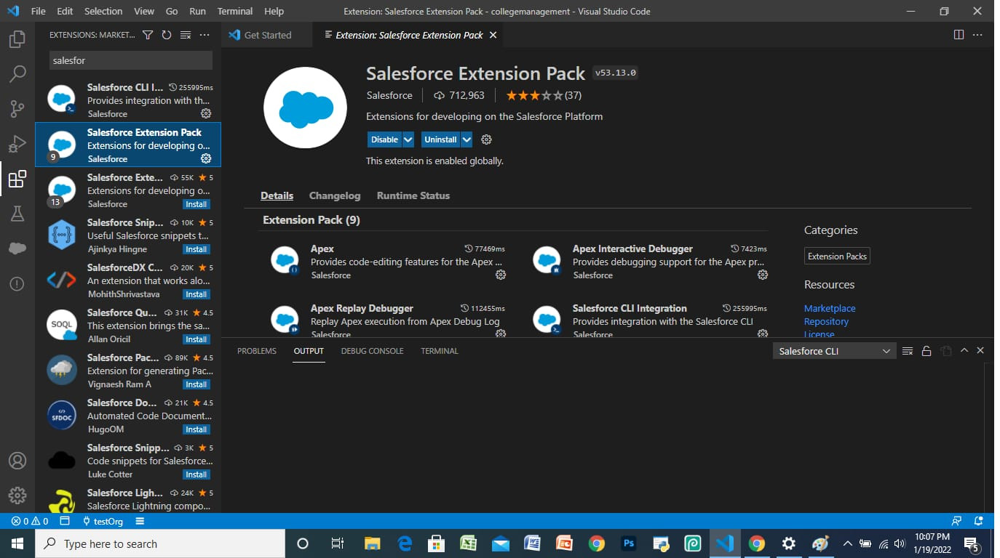 File Edit Selection View Go Run Terminal Help
Extension: Salesforce Extension Pack - collegemanagement - Visual Studio Code
EXTENSIONS: MARKET...
salesfor
Salesforce CLI I... 255995ms
Provides integration with th...
Salesforce
Salesforce Extension Pack
Extensions for developing o...
9
Salesforce
Salesforce Exte... 55K ★ 5
Extensions for developing o...
13
Salesforce Install
Salesforce Snip... 10K ★ 5
Useful Salesforce snippets t...
Ajinkya Hingne Install
SalesforceDX C... 20K ★ 5
An extension that works alo...
MohithShrivastava Install
Salesforce Qu... 31K ★ 4.5
SOQL
This extension brings the sa...
Allan Oricil Install
Salesforce Pac... 89K ★ 4.5
Extension for generating Pac...
Vignaesh Ram A Install
Salesforce Do... 21K ★ 4.5
SFDOC
Automated Code Document...
HugoOM Install
Salesforce Snipp... 3K ★ 5
Code snippets for Salesforce...
Luke Cotter Install
Salesforce Ligh... 24K ★ 5
Salesforce Lightning compo...
Get Started
Extension: Salesforce Extension Pack
Salesforce Extension Pack v53.13.0
Salesforce 712,963 ★★★☆☆(37)
Extensions for developing on the Salesforce Platform
Disable Uninstall
This extension is enabled globally.
Details Changelog Runtime Status
Extension Pack (9)
Apex 77469ms
Provides code-editing features for the Apex ...
Salesforce
Apex Interactive Debugger 7423ms
Provides debugging support for the Apex pr...
Salesforce
Apex Replay Debugger 112455ms
Replay Apex execution from Apex Debug Log
Salesforce
Salesforce CLI Integration 255995ms
Provides integration with the Salesforce CLI
Salesforce
Categories
Extension Packs
Resources
Marketplace
Repository
License
PROBLEMS OUTPUT DEBUG CONSOLE TERMINAL
Salesforce CLI
0 0 testOrg
Type here to search
Ps
10:07 PM
1/19/2022
5